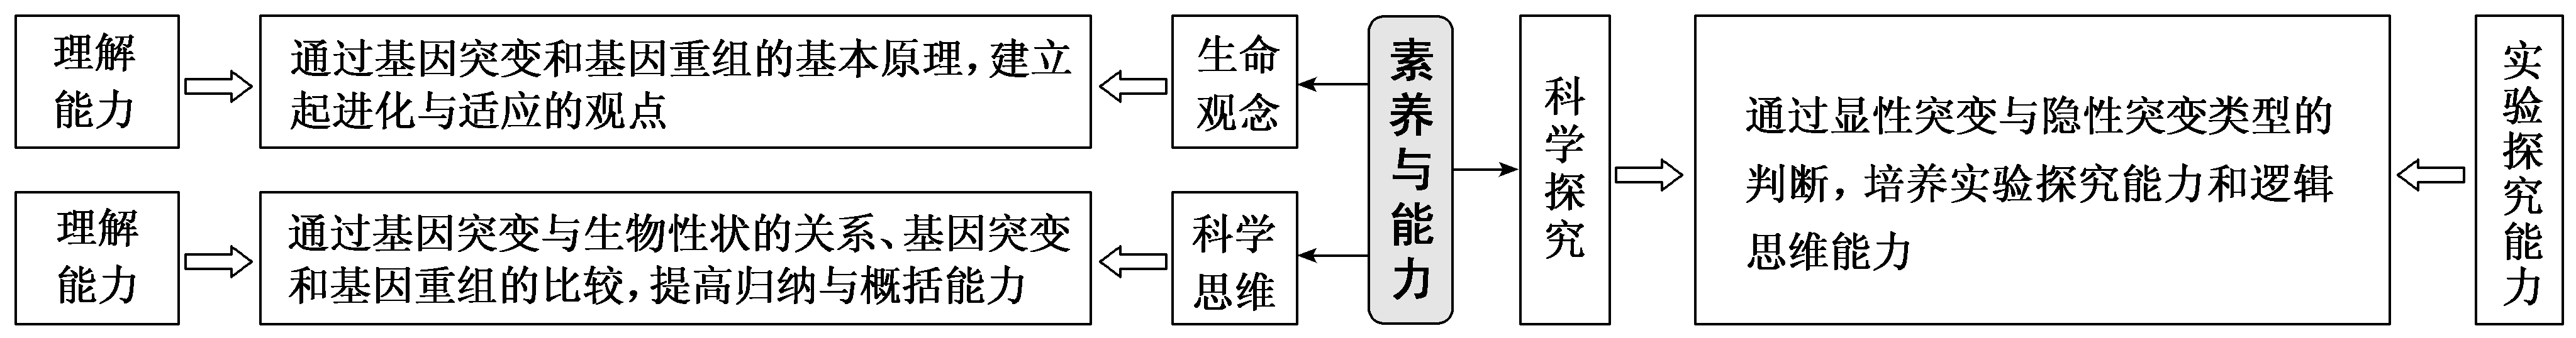 理解
能力
通过基因突变和基因重组的基本原理，建立
起进化与适应的观点
生命
观念
理解
能力
通过基因突变与生物性状的关系、基因突变
和基因重组的比较，提高归纳与概括能力
科学
思维
素养与能力
科学探究
通过显性突变与隐性突变类型的
判断，培养实验探究能力和逻辑
思维能力
实验探究能力